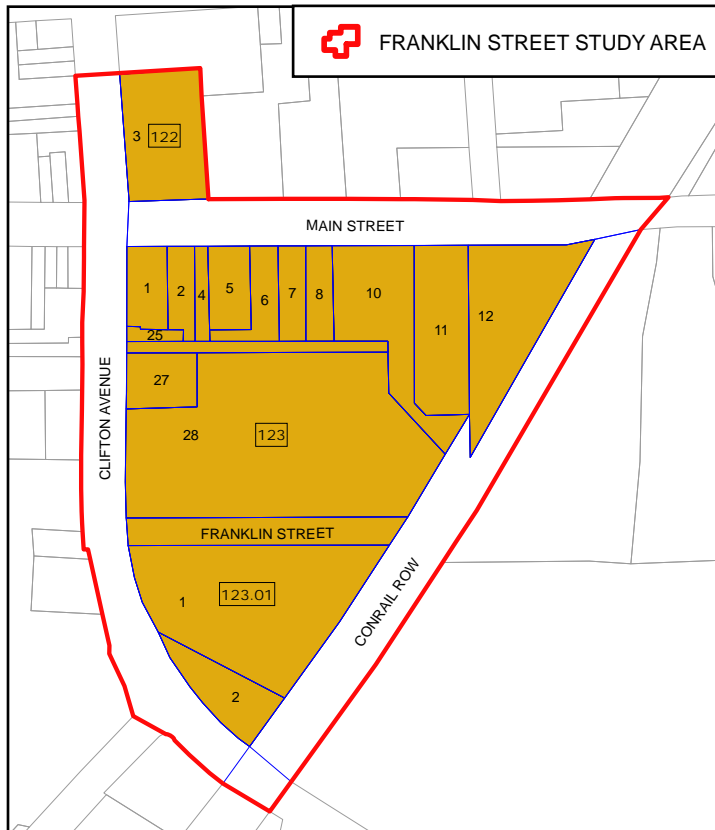 FRANKLIN STREET STUDY AREA
3 122
MAIN STREET
1 2 4 5 6 7 8 10 11 12
25
27
CLIFTON AVENUE
28 123
FRANKLIN STREET
1 123.01
CONRAIL ROW
2